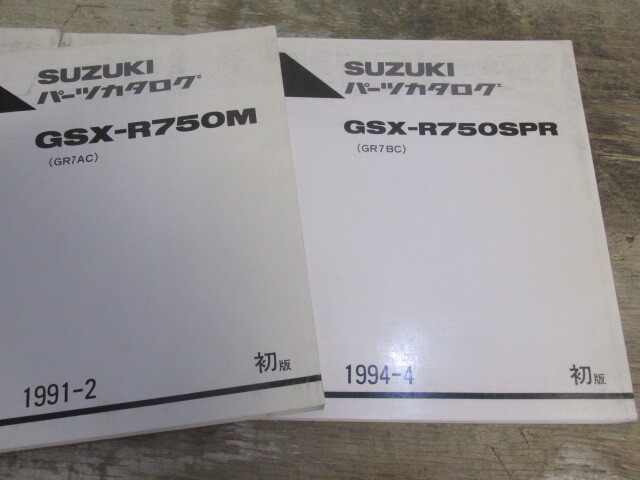 SUZUKI
パーツカタログ
GSX-R750M
(GR7AC)
初版
1991-2
SUZUKI
パーツカタログ
GSX-R750SPR
(GR7BC)
1994-4
初版